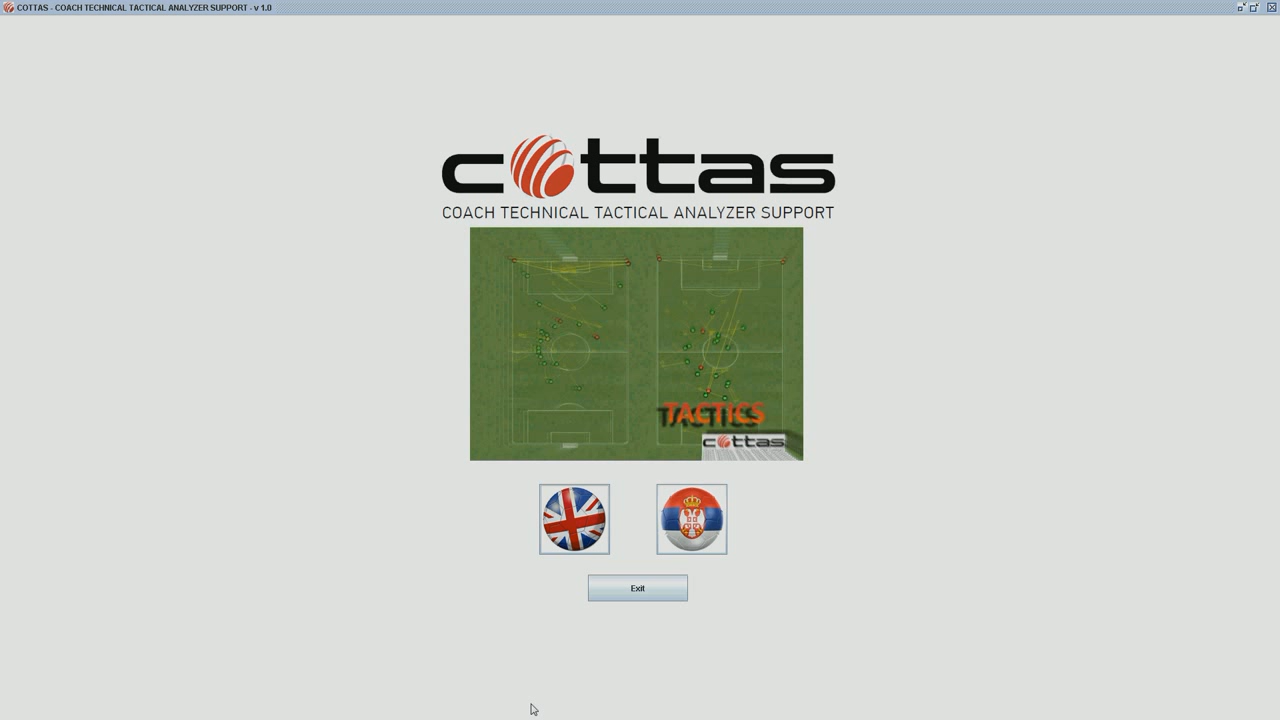 COTTAS - COACH TECHNICAL TACTICAL ANALYZER SUPPORT - v 1.0
cottas
COACH TECHNICAL TACTICAL ANALYZER SUPPORT
TACTICS
cottas
Exit